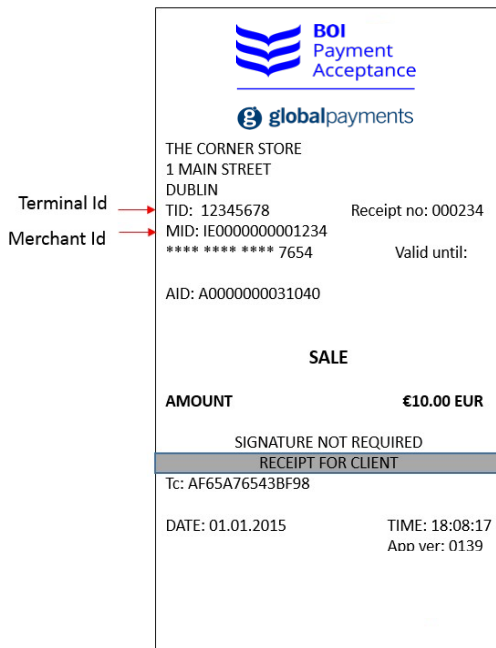 BOI
Payment
Acceptance
globalpayments
THE CORNER STORE
1 MAIN STREET
DUBLIN
Terminal Id
TID: 12345678 Receipt no: 000234
Merchant Id
MID: IE0000000001234
**** **** **** 7654 Valid until:
AID: A0000000031040
SALE
AMOUNT €10.00 EUR
SIGNATURE NOT REQUIRED
RECEIPT FOR CLIENT
Tc: AF65A76543BF98
DATE: 01.01.2015 TIME: 18:08:17
App ver: 0139